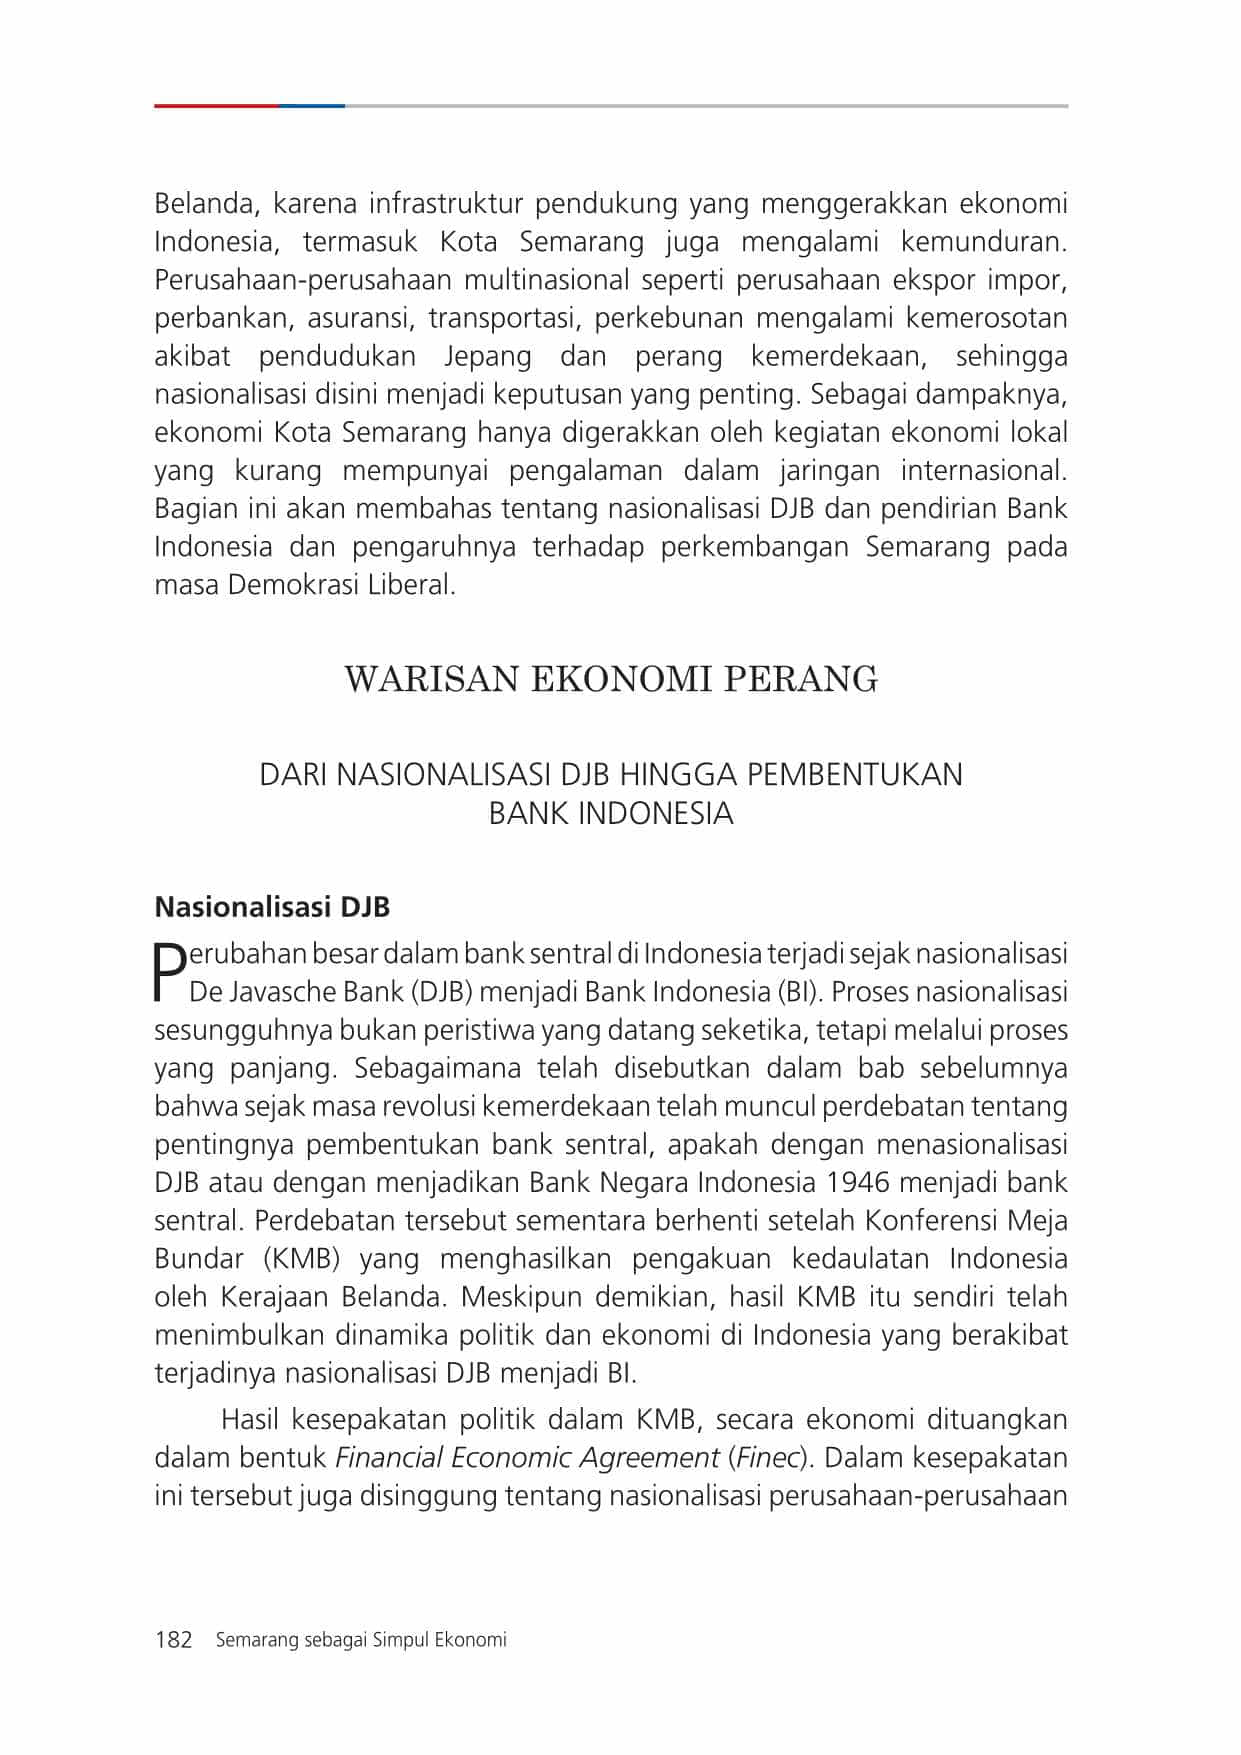 Belanda, karena infrastruktur pendukung yang menggerakkan ekonomi
Indonesia, termasuk Kota Semarang juga mengalami kemunduran.
Perusahaan-perusahaan multinasional seperti perusahaan ekspor impor,
perbankan, asuransi, transportasi, perkebunan mengalami kemerosotan
akibat pendudukan Jepang dan perang kemerdekaan, sehingga
nasionalisasi disini menjadi keputusan yang penting. Sebagai dampaknya,
ekonomi Kota Semarang hanya digerakkan oleh kegiatan ekonomi lokal
yang kurang mempunyai pengalaman dalam jaringan internasional.
Bagian ini akan membahas tentang nasionalisasi DJB dan pendirian Bank
Indonesia dan pengaruhnya terhadap perkembangan Semarang pada
masa Demokrasi Liberal.
WARISAN EKONOMI PERANG
DARI NASIONALISASI DJB HINGGA PEMBENTUKAN
BANK INDONESIA
Nasionalisasi DJB
Perubahan besar dalam bank sentral di Indonesia terjadi sejak nasionalisasi
De Javasche Bank (DJB) menjadi Bank Indonesia (BI). Proses nasionalisasi
sesungguhnya bukan peristiwa yang datang seketika, tetapi melalui proses
yang panjang. Sebagaimana telah disebutkan dalam bab sebelumnya
bahwa sejak masa revolusi kemerdekaan telah muncul perdebatan tentang
pentingnya pembentukan bank sentral, apakah dengan menasionalisasi
DJB atau dengan menjadikan Bank Negara Indonesia 1946 menjadi bank
sentral. Perdebatan tersebut sementara berhenti setelah Konferensi Meja
Bundar (KMB) yang menghasilkan pengakuan kedaulatan Indonesia
oleh Kerajaan Belanda. Meskipun demikian, hasil KMB itu sendiri telah
menimbulkan dinamika politik dan ekonomi di Indonesia yang berakibat
terjadinya nasionalisasi DJB menjadi BI.
Hasil kesepakatan politik dalam KMB, secara ekonomi dituangkan
dalam bentuk Financial Economic Agreement (Finec). Dalam kesepakatan
ini tersebut juga disinggung tentang nasionalisasi perusahaan-perusahaan
182 Semarang sebagai Simpul Ekonomi